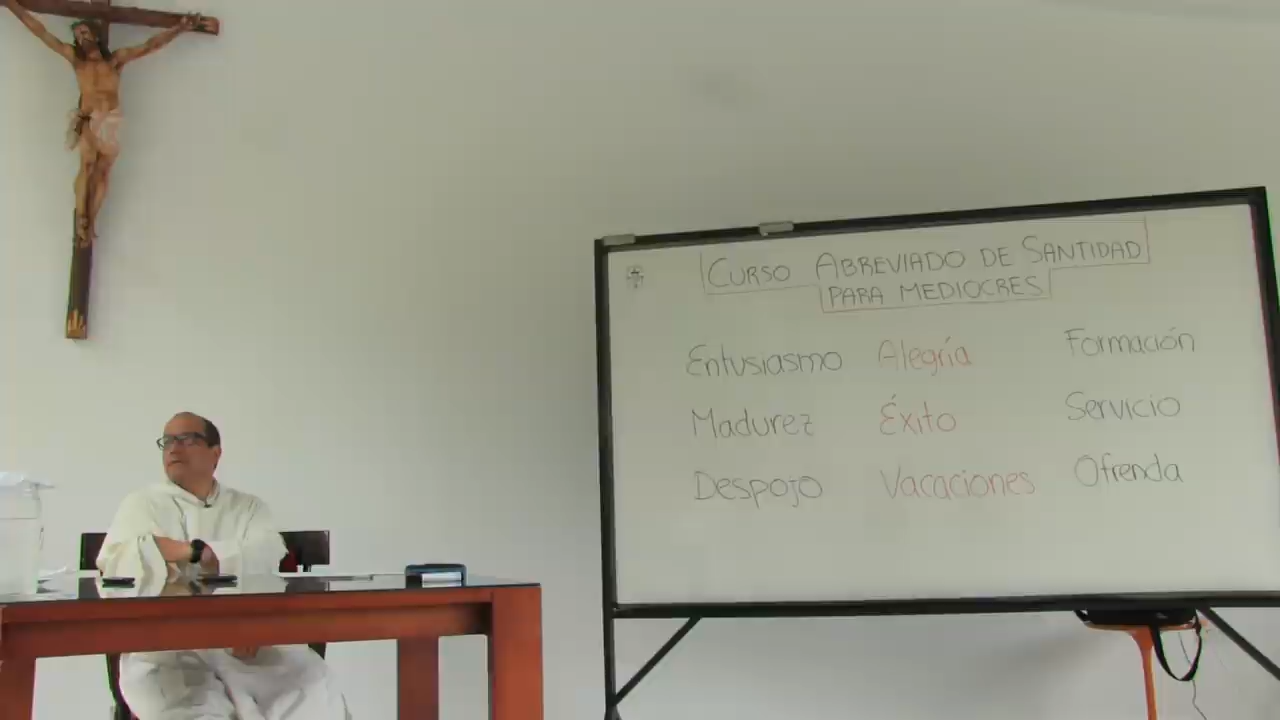 CURSO ABREVIADO DE SANTIDAD
PARA MEDIOCRES
Entusiasmo Alegría Formación
Madurez Éxito Servicio
Despojo Vacaciones Ofrenda